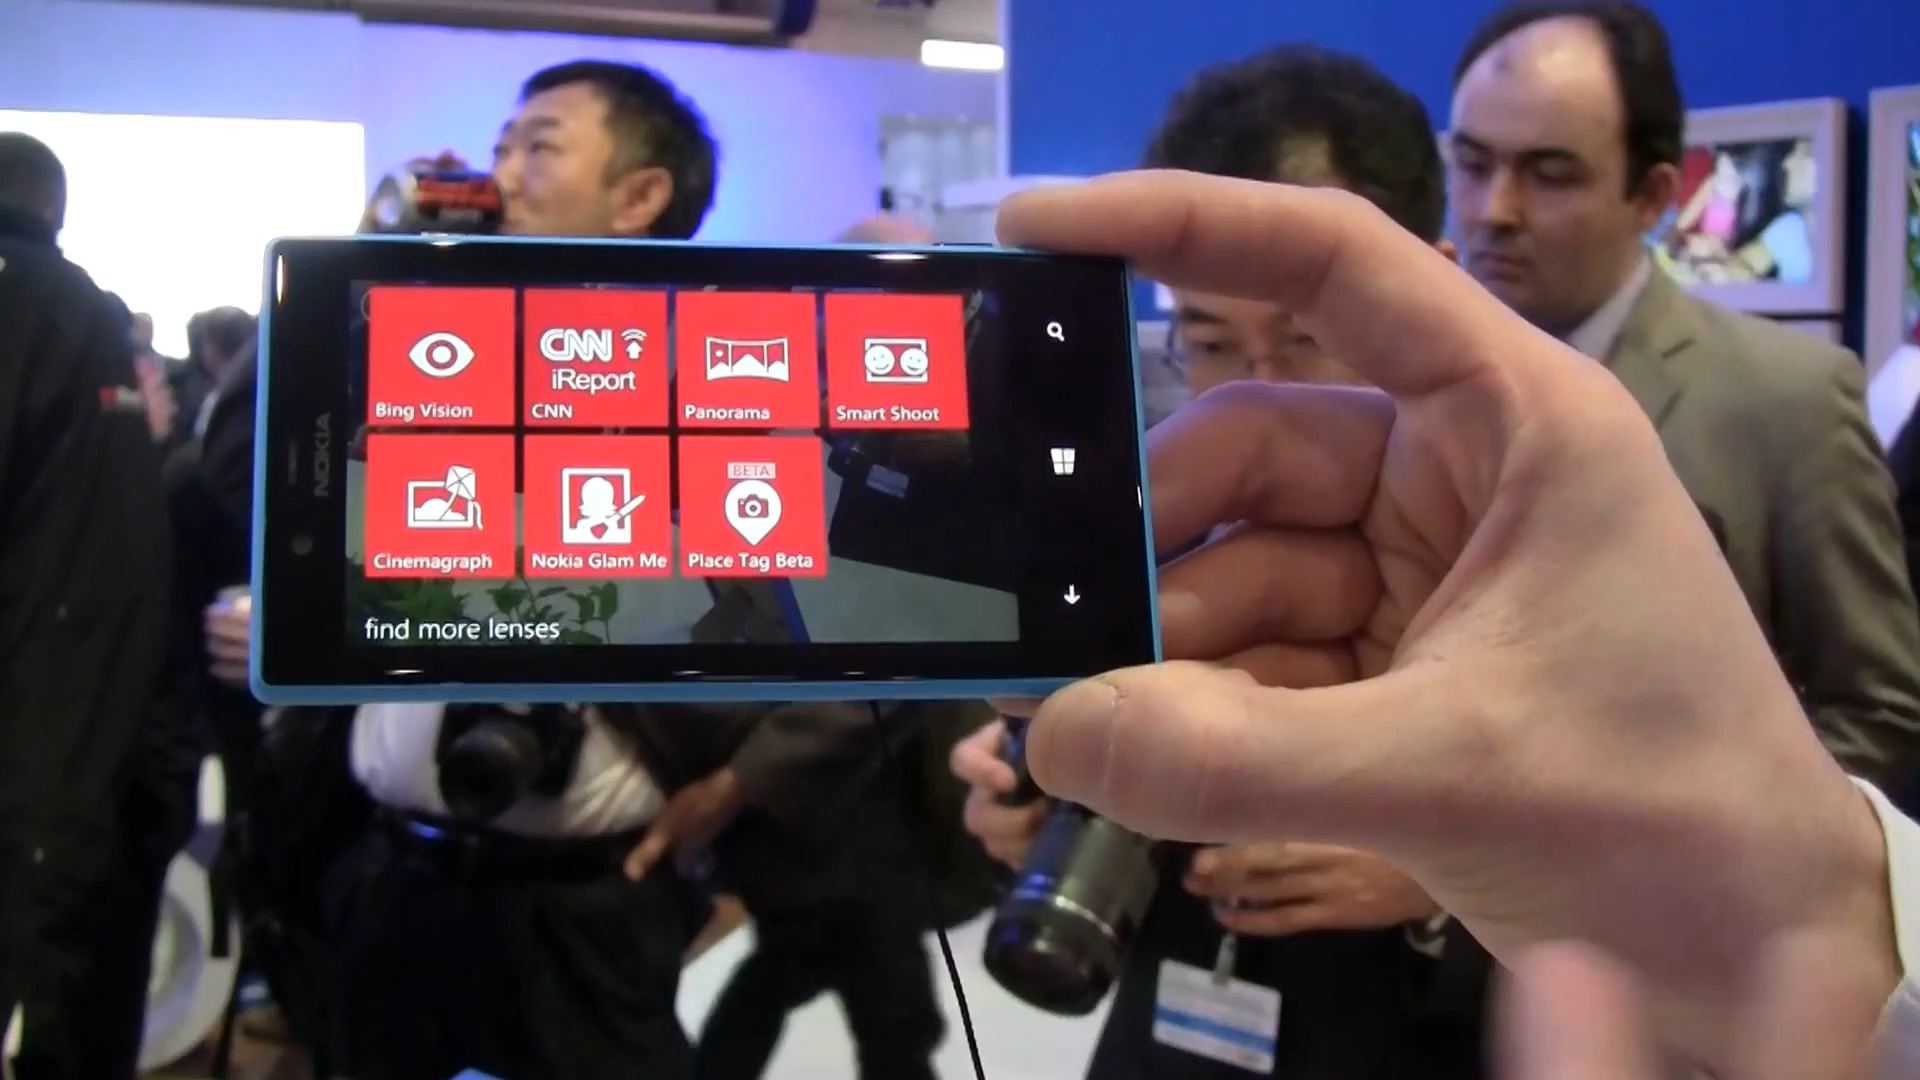 NOKIA
CNN
iReport
Bing Vision
CNN
Panorama
Smart Shoot
BETA
Cinemagraph
Nokia Glam Me
Place Tag Beta
find more lenses